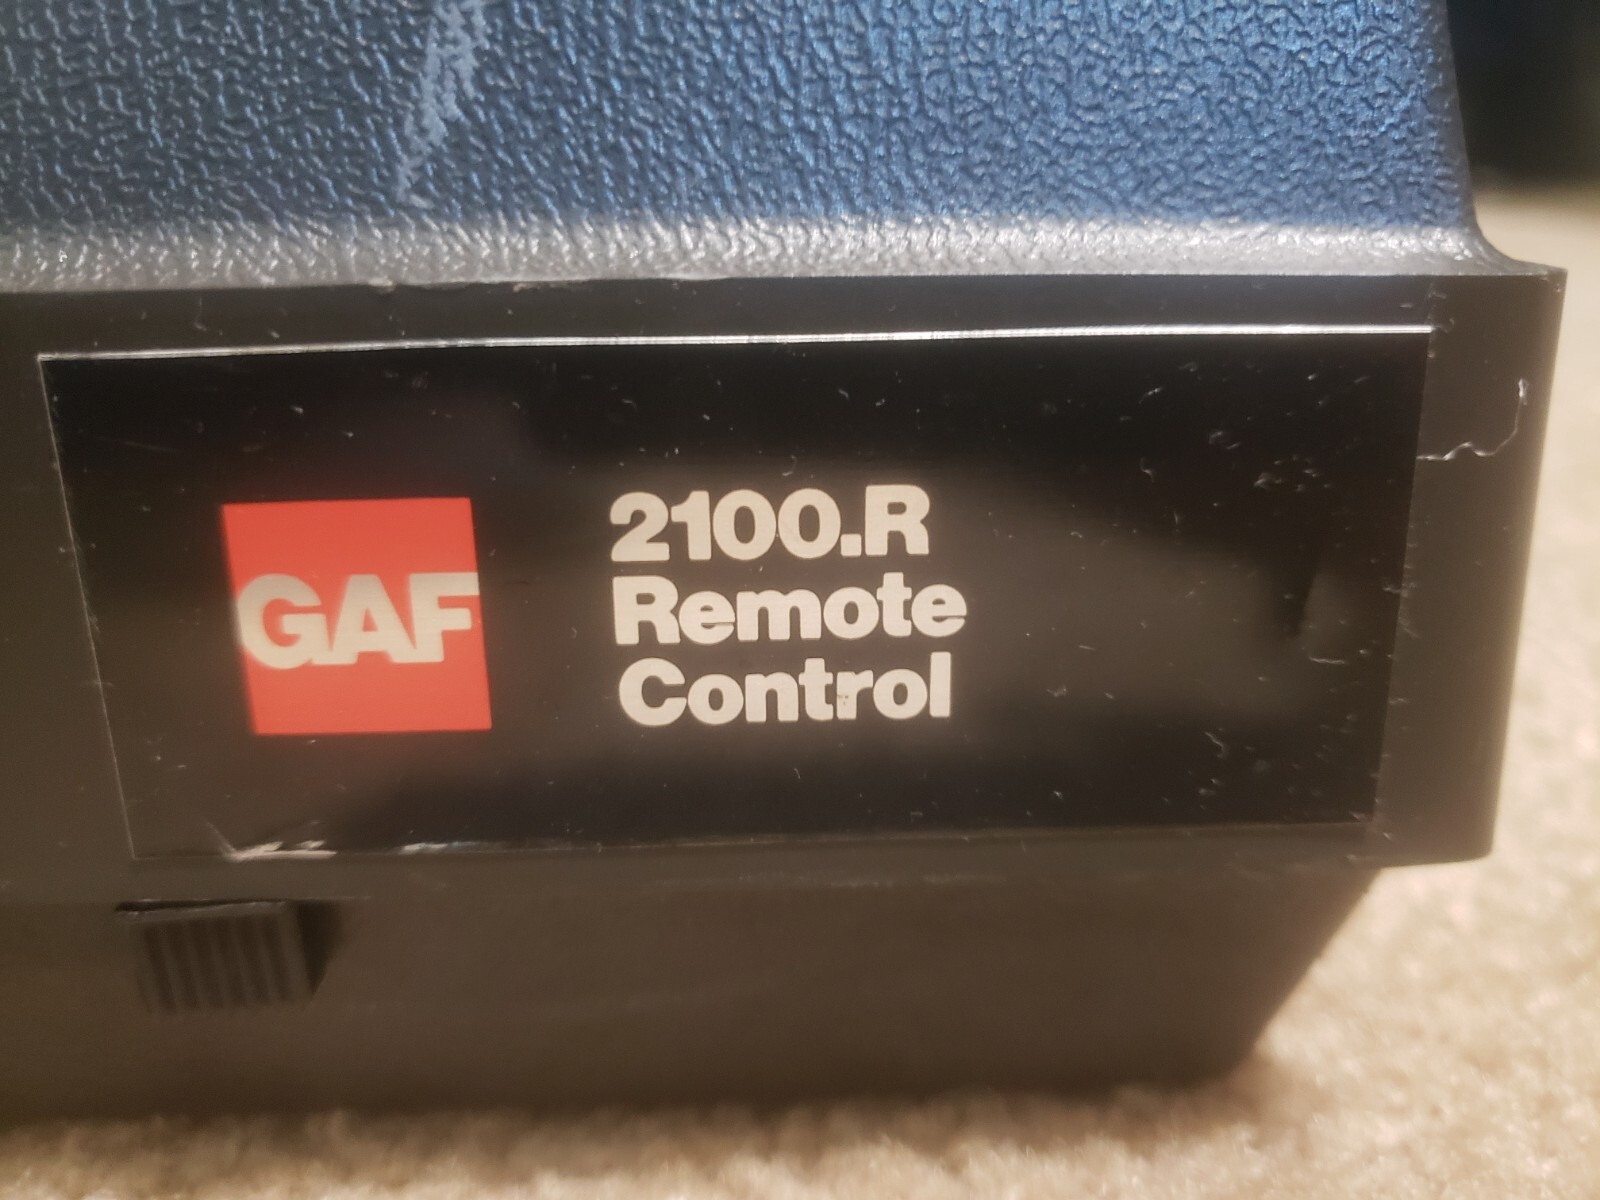 GAF
2100.R
Remote
Control